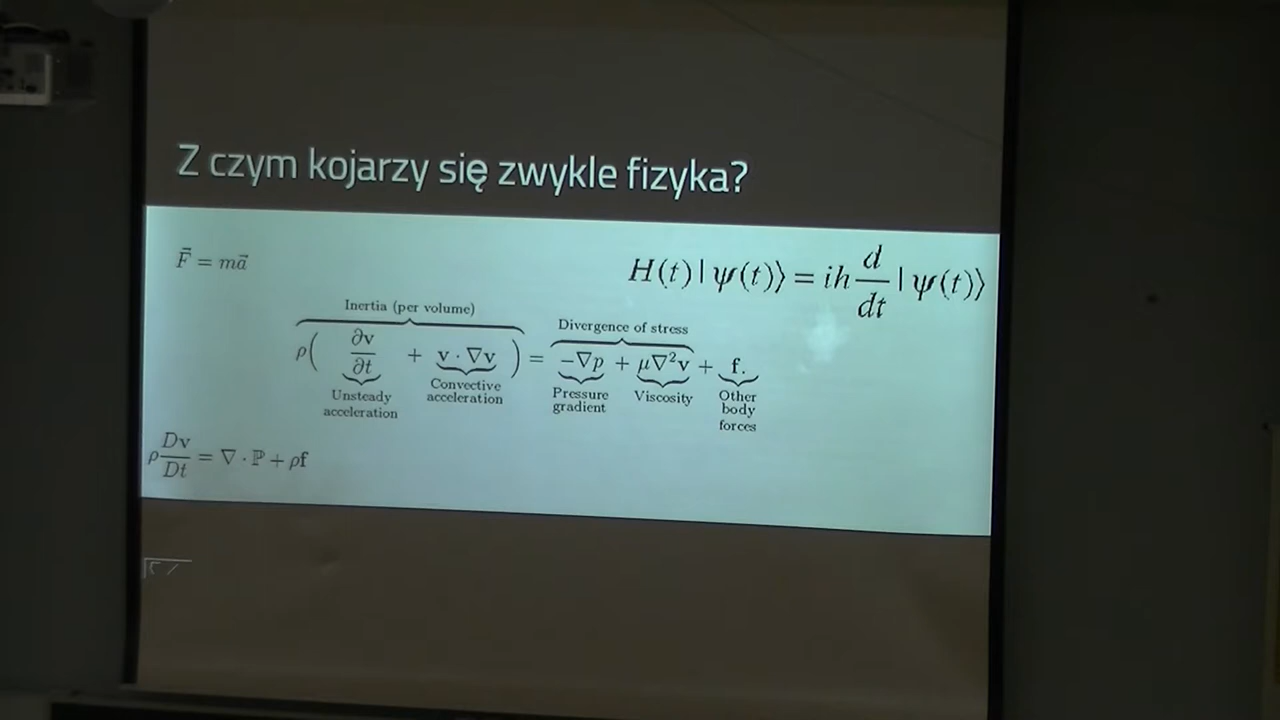 Z czym kojarzy się zwykle fizyka?
F⃗ = ma⃗
H(t) | ψ(t)⟩ = ih d/dt | ψ(t)⟩
Inertia (per volume)
Divergence of stress
ρ( ∂v/∂t + v · ∇v ) = −∇p + μ∇²v + f.
Unsteady acceleration
Convective acceleration
Pressure gradient
Viscosity
Other body forces
ρ Dv/Dt = ∇ · ℙ + ρf